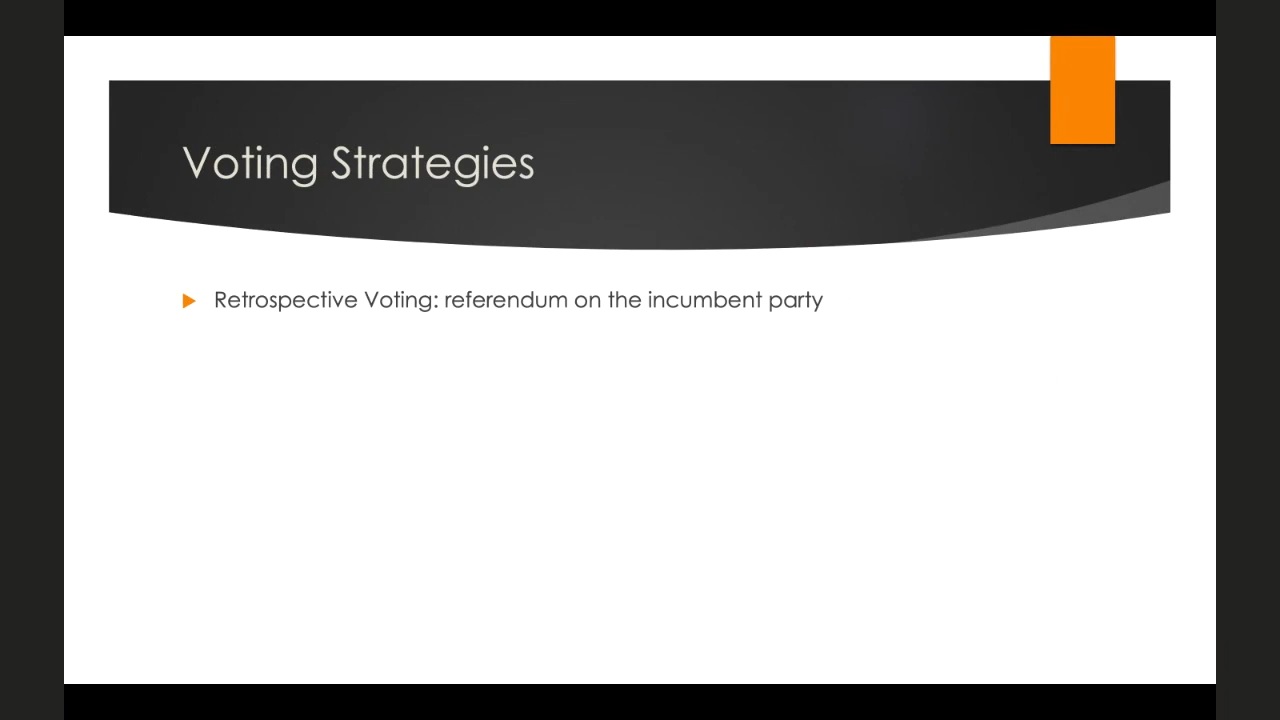 Voting Strategies
Retrospective Voting: referendum on the incumbent party